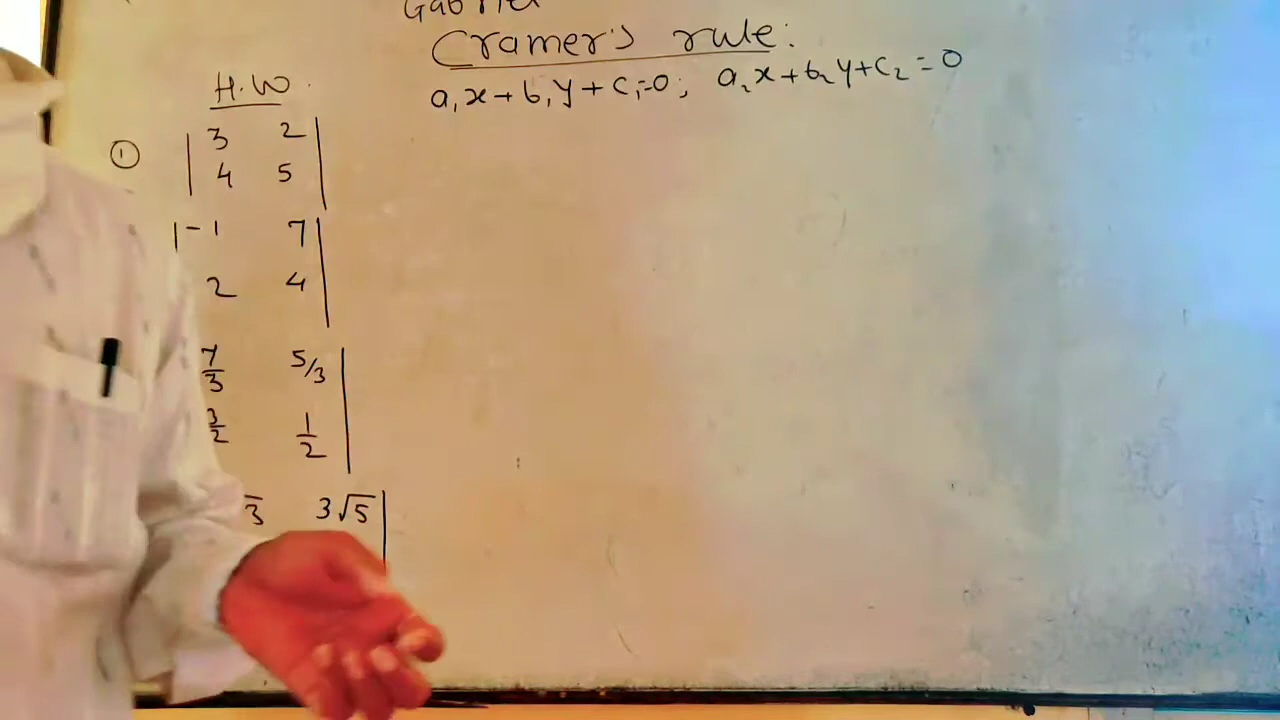 Gabriel
Cramer's rule:
a₁x + b₁y + c₁=0; a₂x + b₂y + c₂ = 0
H.W.
① | 3 2 |
| 4 5 |
| -1 7 |
2 4 |
7/3 5/3 |
3/2 1/2 |
3√5 |